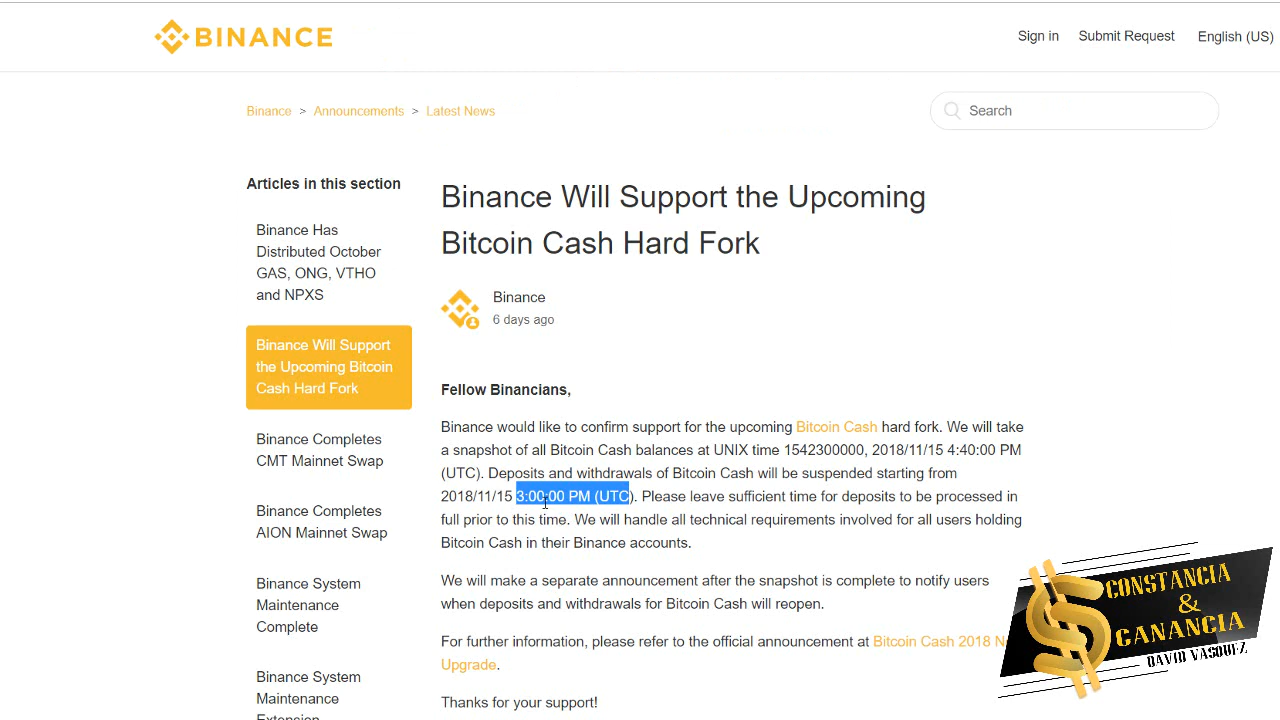 BINANCE
Sign in
Submit Request
English (US)
Binance > Announcements > Latest News
Search
Articles in this section
Binance Has
Distributed October
GAS, ONG, VTHO
and NPXS
Binance Will Support
the Upcoming Bitcoin
Cash Hard Fork
Binance Completes
CMT Mainnet Swap
Binance Completes
AION Mainnet Swap
Binance System
Maintenance
Complete
Binance System
Maintenance
Extension
Binance Will Support the Upcoming
Bitcoin Cash Hard Fork
Binance
6 days ago
Fellow Binancians,
Binance would like to confirm support for the upcoming Bitcoin Cash hard fork. We will take
a snapshot of all Bitcoin Cash balances at UNIX time 1542300000, 2018/11/15 4:40:00 PM
(UTC). Deposits and withdrawals of Bitcoin Cash will be suspended starting from
2018/11/15 3:00:00 PM (UTC). Please leave sufficient time for deposits to be processed in
full prior to this time. We will handle all technical requirements involved for all users holding
Bitcoin Cash in their Binance accounts.
We will make a separate announcement after the snapshot is complete to notify users
when deposits and withdrawals for Bitcoin Cash will reopen.
For further information, please refer to the official announcement at Bitcoin Cash 2018
Upgrade.
Thanks for your support!
CONSTANCIA
&
GANANCIA
DAVID VASQUEZ